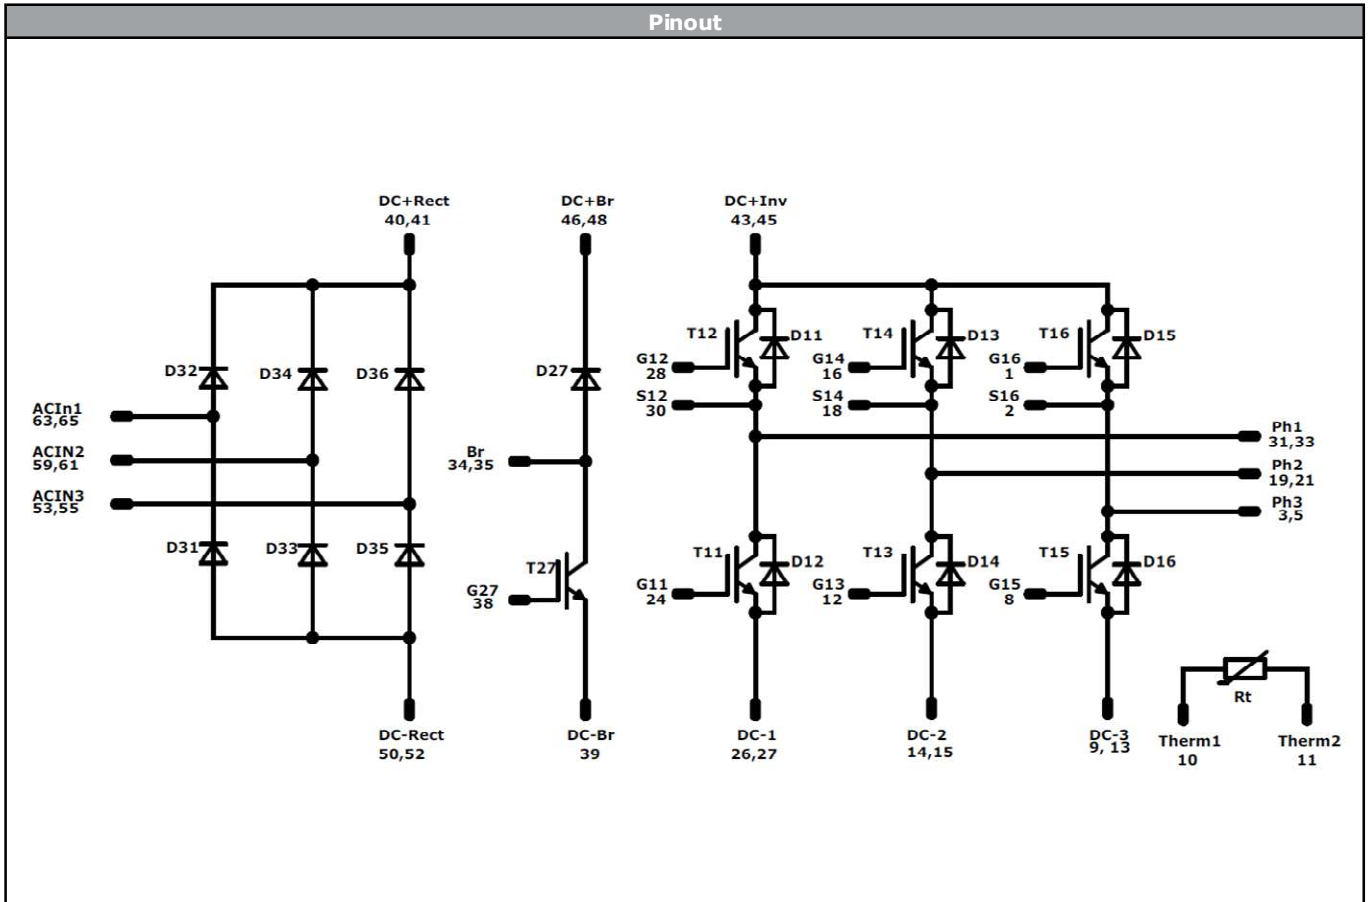 Pinout
DC+Rect
40,41
DC+Br
46,48
DC+Inv
43,45
D32
D34
D36
D27
T12
D11
T14
D13
T16
D15
G12
28
G14
16
G16
1
S12
30
S14
18
S16
2
ACIn1
63,65
ACIN2
59,61
ACIN3
53,55
Br
34,35
Ph1
31,33
Ph2
19,21
Ph3
3,5
D31
D33
D35
T27
G27
38
T11
D12
T13
D14
T15
D16
G11
24
G13
12
G15
8
Rt
DC-Rect
50,52
DC-Br
39
DC-1
26,27
DC-2
14,15
DC-3
9, 13
Therm1
10
Therm2
11